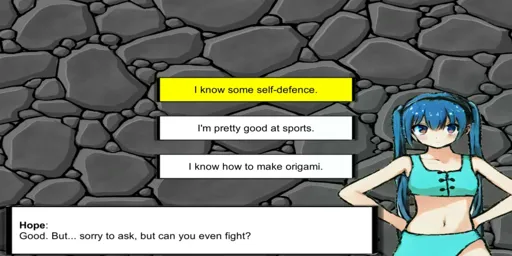 I know some self-defence.
I'm pretty good at sports.
I know how to make origami.
Hope:
Good. But... sorry to ask, but can you even fight?